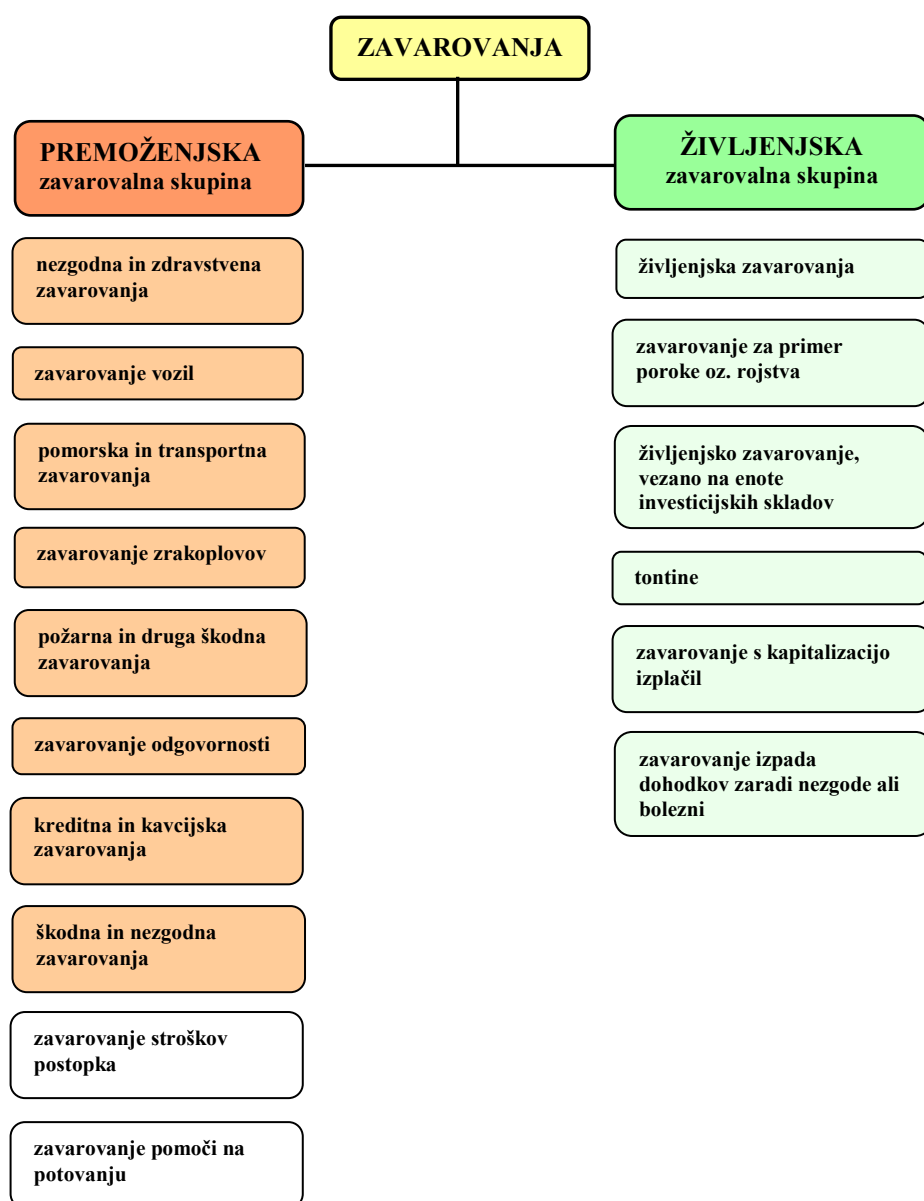 ZAVAROVANJA
PREMOŽENJSKA
zavarovalna skupina
nezgodna in zdravstvena
zavarovanja
zavarovanje vozil
pomorska in transportna
zavarovanja
zavarovanje zrakoplovov
požarna in druga škodna
zavarovanja
zavarovanje odgovornosti
kreditna in kavcijska
zavarovanja
škodna in nezgodna
zavarovanja
zavarovanje stroškov
postopka
zavarovanje pomoči na
potovanju
ŽIVLJENJSKA
zavarovalna skupina
življenjska zavarovanja
zavarovanje za primer
poroke oz. rojstva
življenjsko zavarovanje,
vezano na enote
investicijskih skladov
tontine
zavarovanje s kapitalizacijo
izplačil
zavarovanje izpada
dohodkov zaradi nezgode ali
bolezni